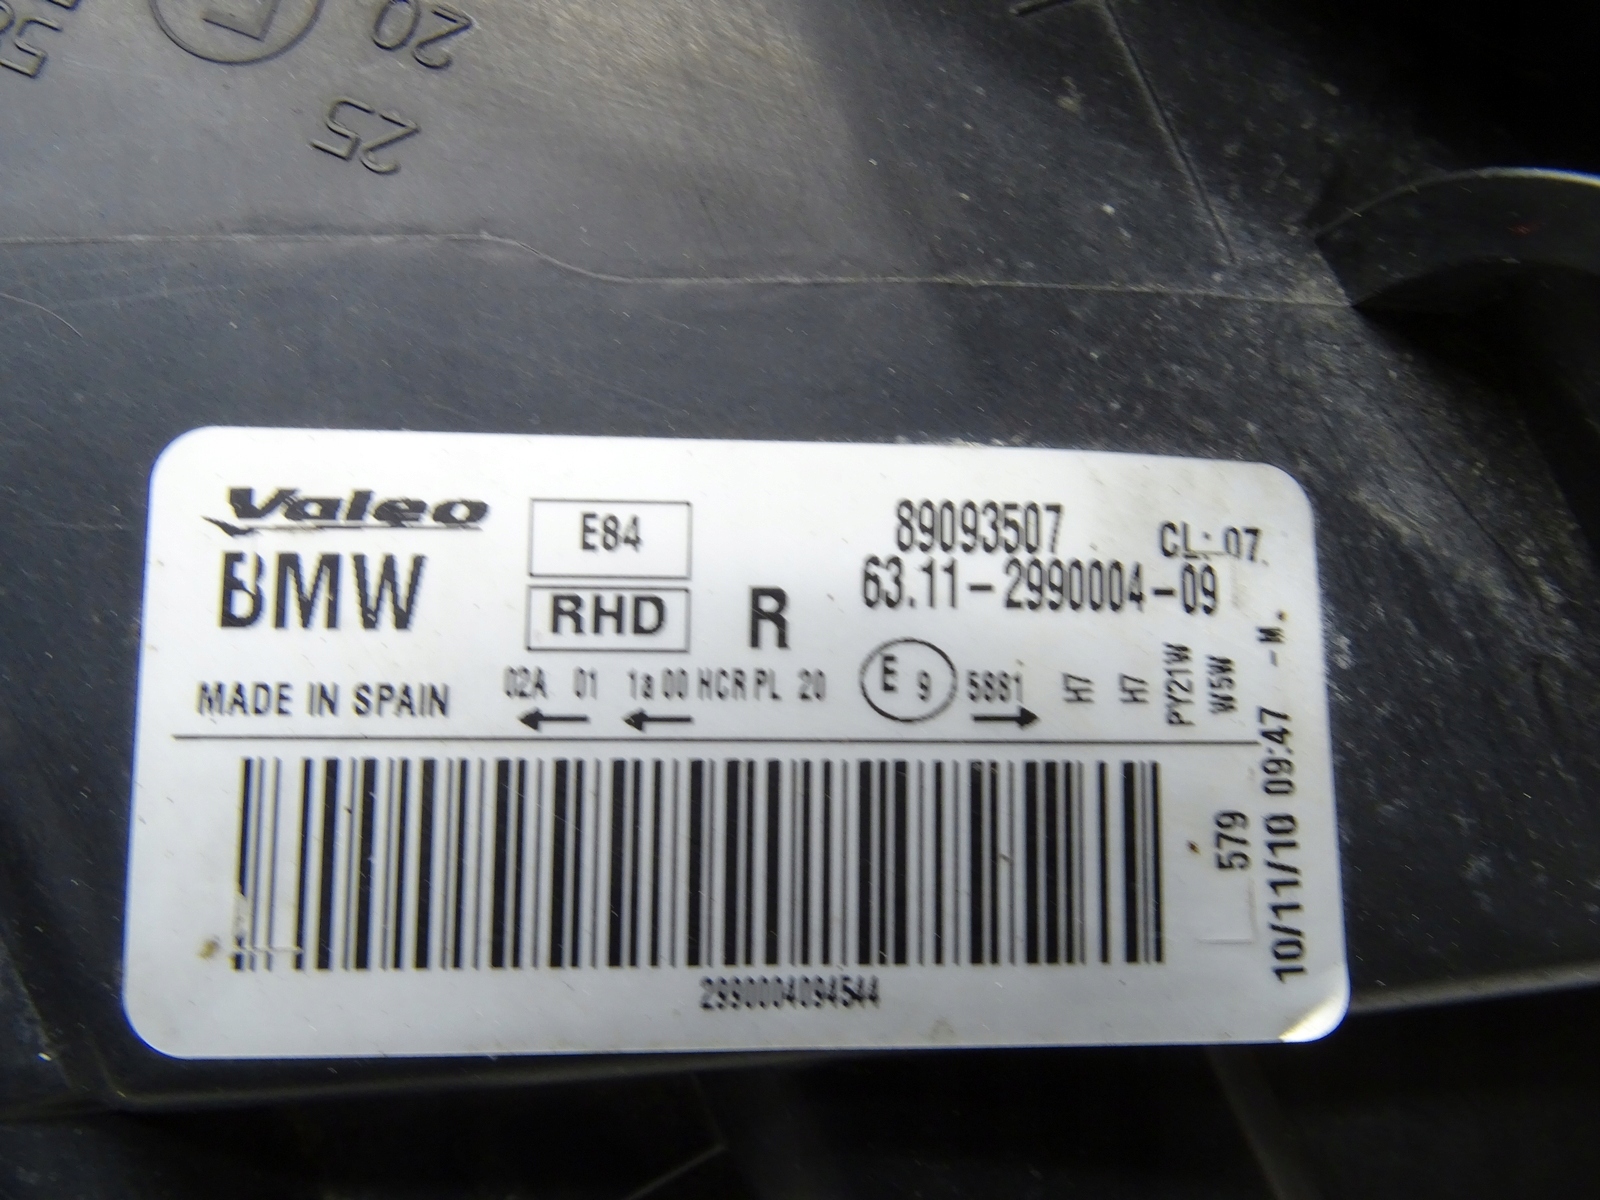 20
25
Valeo
BMW
MADE IN SPAIN
E84
RHD
R
89093507
CL: 07.
63.11-2990004-09
02A 01 1a 00 HCR PL 20
E 9 5881
H7
H7
PY21W
W5W
579
10/11/10 09:47 -M.
2990004094544